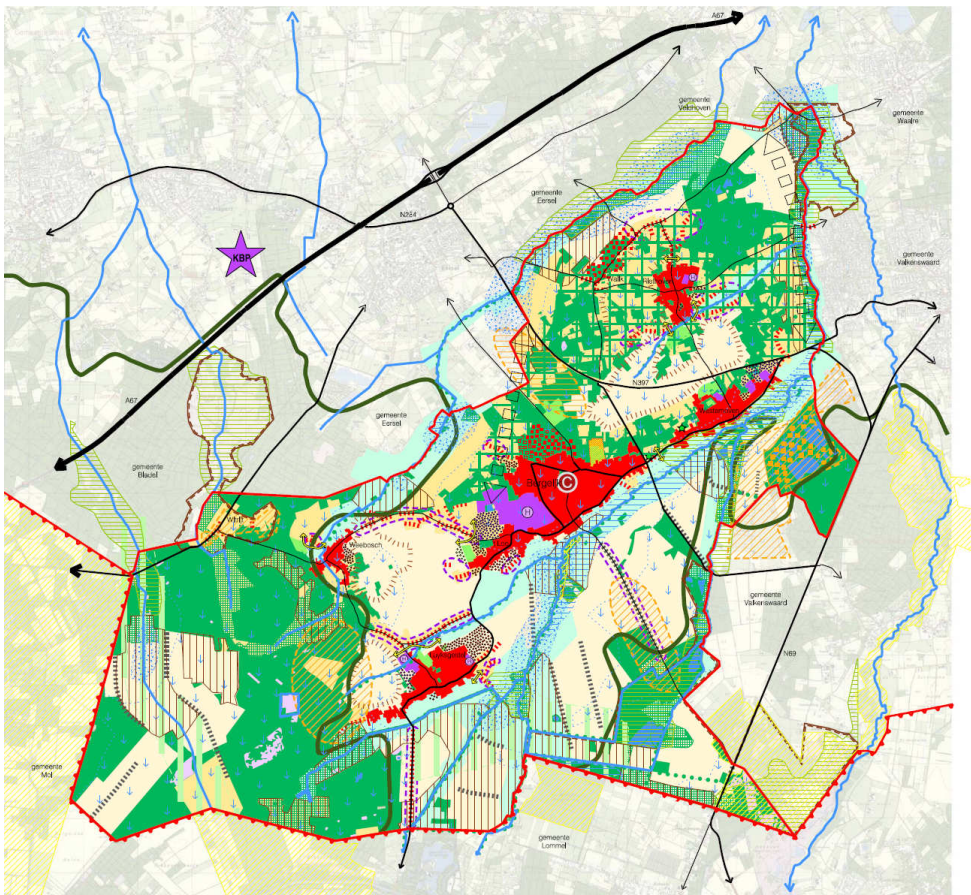 A67
gemeente
Veldhoven
gemeente
Waalre
gemeente
Eersel
N284
KBP
gemeente
Valkenswaard
H
N397
A67
gemeente
Eersel
gemeente
Bladel
Bergeijk
C
H
Weebosch
gemeente
Valkenswaard
N69
gemeente
Mol
gemeente
Lommel